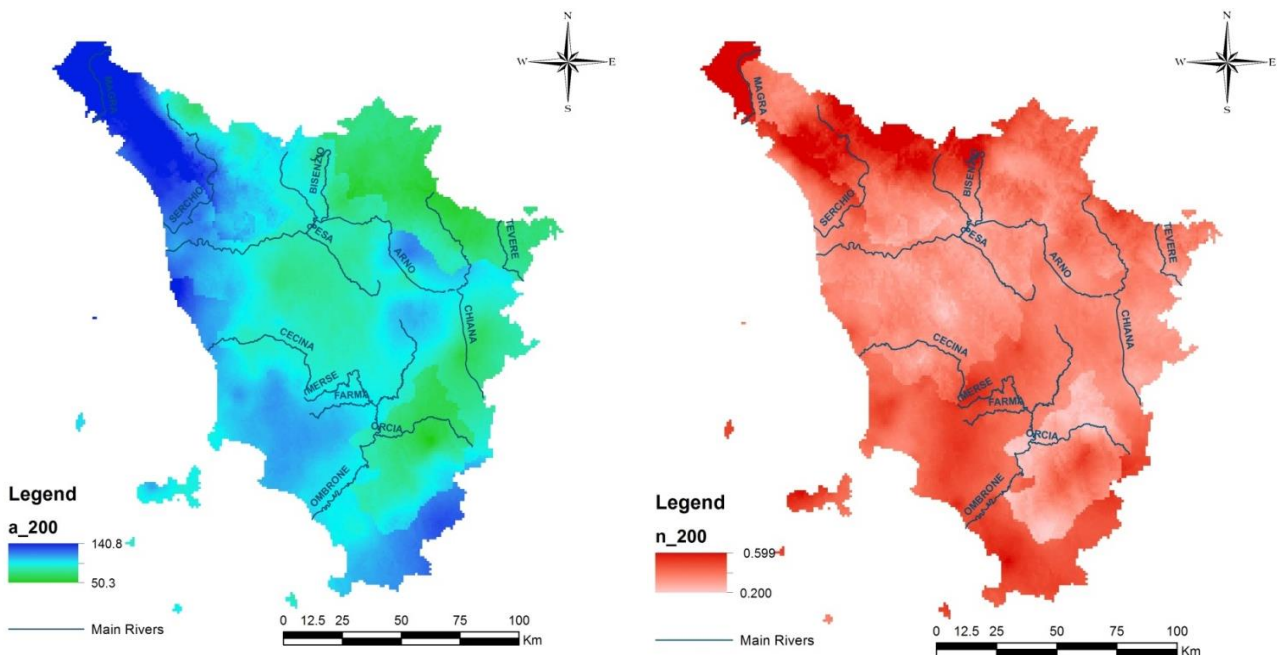 N
W E
S
MAGRA
SERCHIO
BISENZIO
PESA
ARNO
TEVERE
CHIANA
CECINA
MERSE
FARMA
ORCIA
OMBRONE
Legend
a_200
140.8
50.3
Main Rivers
0 12.5 25 50 75 100
Km
N
W E
S
MAGRA
SERCHIO
BISENZIO
PESA
ARNO
TEVERE
CHIANA
CECINA
MERSE
FARMA
ORCIA
OMBRONE
Legend
n_200
0.599
0.200
Main Rivers
0 12.5 25 50 75 100
Km